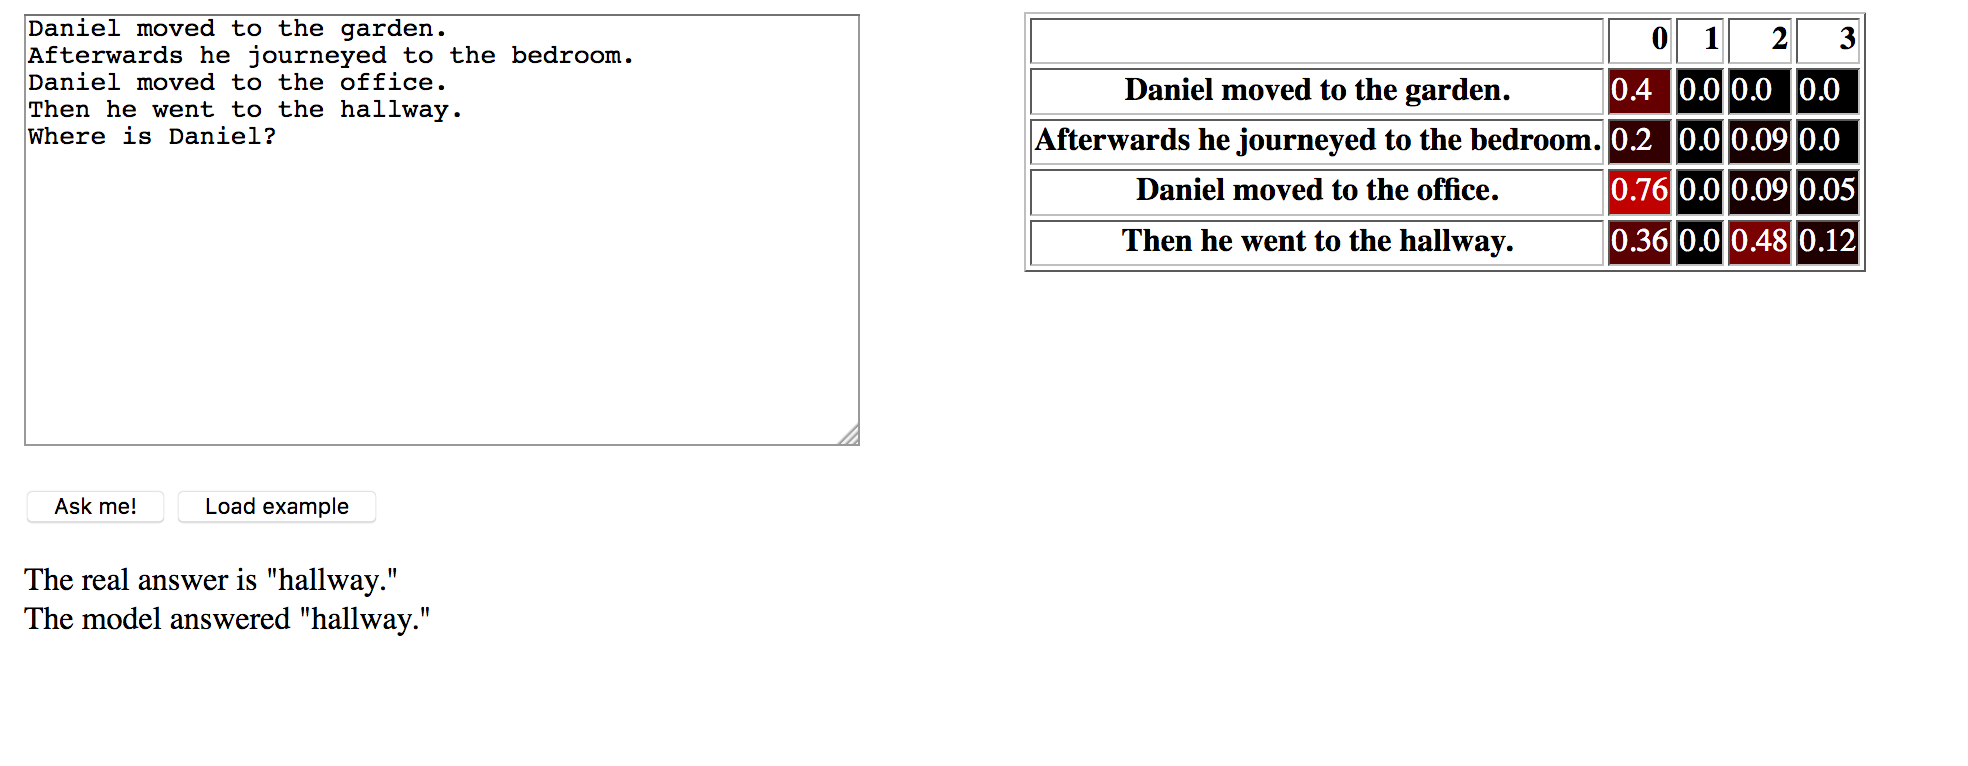 Daniel moved to the garden.
Afterwards he journeyed to the bedroom.
Daniel moved to the office.
Then he went to the hallway.
Where is Daniel?
Ask me! Load example
The real answer is "hallway."
The model answered "hallway."
0 1 2 3
Daniel moved to the garden. 0.4 0.0 0.0 0.0
Afterwards he journeyed to the bedroom. 0.2 0.0 0.09 0.0
Daniel moved to the office. 0.76 0.0 0.09 0.05
Then he went to the hallway. 0.36 0.0 0.48 0.12